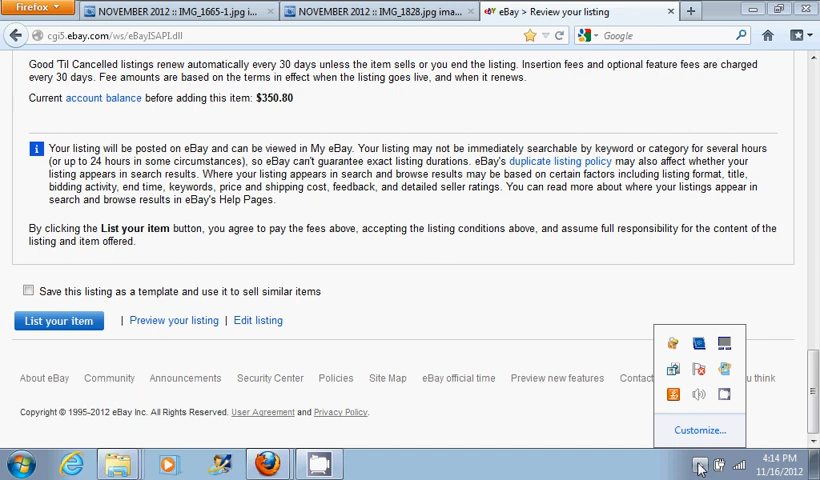 Firefox
NOVEMBER 2012 :: IMG_1665-1.jpg i...
NOVEMBER 2012 :: IMG_1828.jpg ima...
eBay > Review your listing
cgi5.ebay.com/ws/eBayISAPI.dll
Google
Good 'Til Cancelled listings renew automatically every 30 days unless the item sells or you end the listing. Insertion fees and optional feature fees are charged
every 30 days. Fee amounts are based on the terms in effect when the listing goes live, and when it renews.
Current account balance before adding this item: $350.80
Your listing will be posted on eBay and can be viewed in My eBay. Your listing may not be immediately searchable by keyword or category for several hours
(or up to 24 hours in some circumstances), so eBay can't guarantee exact listing durations. eBay's duplicate listing policy may also affect whether your
listing appears in search results. Where your listing appears in search and browse results may be based on certain factors including listing format, title,
bidding activity, end time, keywords, price and shipping cost, feedback, and detailed seller ratings. You can read more about where your listings appear in
search and browse results in eBay's Help Pages.
By clicking the List your item button, you agree to pay the fees above, accepting the listing conditions above, and assume full responsibility for the content of the
listing and item offered.
Save this listing as a template and use it to sell similar items
List your item | Preview your listing | Edit listing
About eBay Community Announcements Security Center Policies Site Map eBay official time Preview new features Contact u think
Copyright © 1995-2012 eBay Inc. All Rights Reserved. User Agreement and Privacy Policy.
Customize...
4:14 PM
11/16/2012